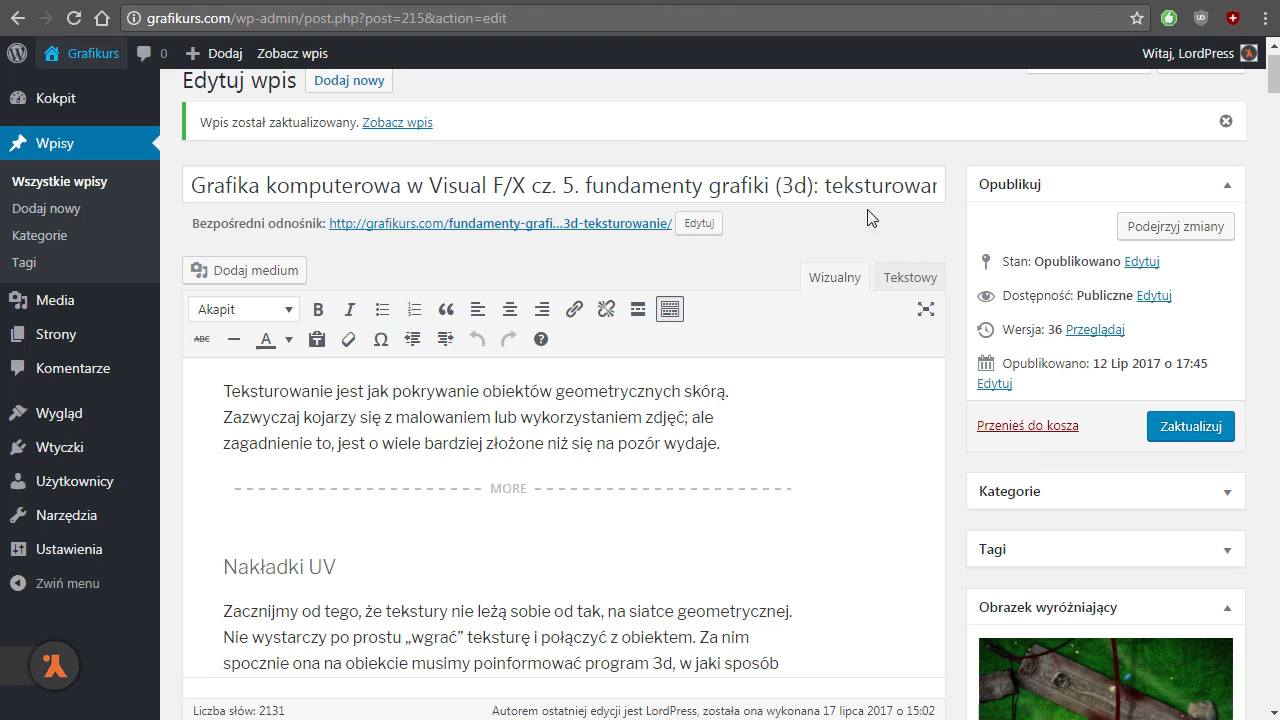 grafikurs.com/wp-admin/post.php?post=215&action=edit
Grafikurs 0 Dodaj Zobacz wpis Witaj, LordPress
Kokpit
Wpisy
Wszystkie wpisy
Dodaj nowy
Kategorie
Tagi
Media
Strony
Komentarze
Wygląd
Wtyczki
Użytkownicy
Narzędzia
Ustawienia
Zwiń menu
Edytuj wpis Dodaj nowy
Wpis został zaktualizowany. Zobacz wpis
Grafika komputerowa w Visual F/X cz. 5. fundamenty grafiki (3d): teksturowar
Bezpośredni odnośnik: http://grafikurs.com/fundamenty-grafi...3d-teksturowanie/ Edytuj
Dodaj medium
Wizualny Tekstowy
Akapit B I
ABC A
Teksturowanie jest jak pokrywanie obiektów geometrycznych skórą.
Zazwyczaj kojarzy się z malowaniem lub wykorzystaniem zdjęć; ale
zagadnienie to, jest o wiele bardziej złożone niż się na pozór wydaje.
MORE
Nakładki UV
Zacznijmy od tego, że tekstury nie leżą sobie od tak, na siatce geometrycznej.
Nie wystarczy po prostu „wgrać” teksturę i połączyć z obiektem. Za nim
spocznie ona na obiekcie musimy poinformować program 3d, w jaki sposób
Liczba słów: 2131 Autorem ostatniej edycji jest LordPress, została ona wykonana 17 lipca 2017 o 15:02
Opublikuj
Podejrzyj zmiany
Stan: Opublikowano Edytuj
Dostępność: Publiczne Edytuj
Wersja: 36 Przeglądaj
Opublikowano: 12 Lip 2017 o 17:45
Edytuj
Przenieś do kosza Zaktualizuj
Kategorie
Tagi
Obrazek wyróżniający